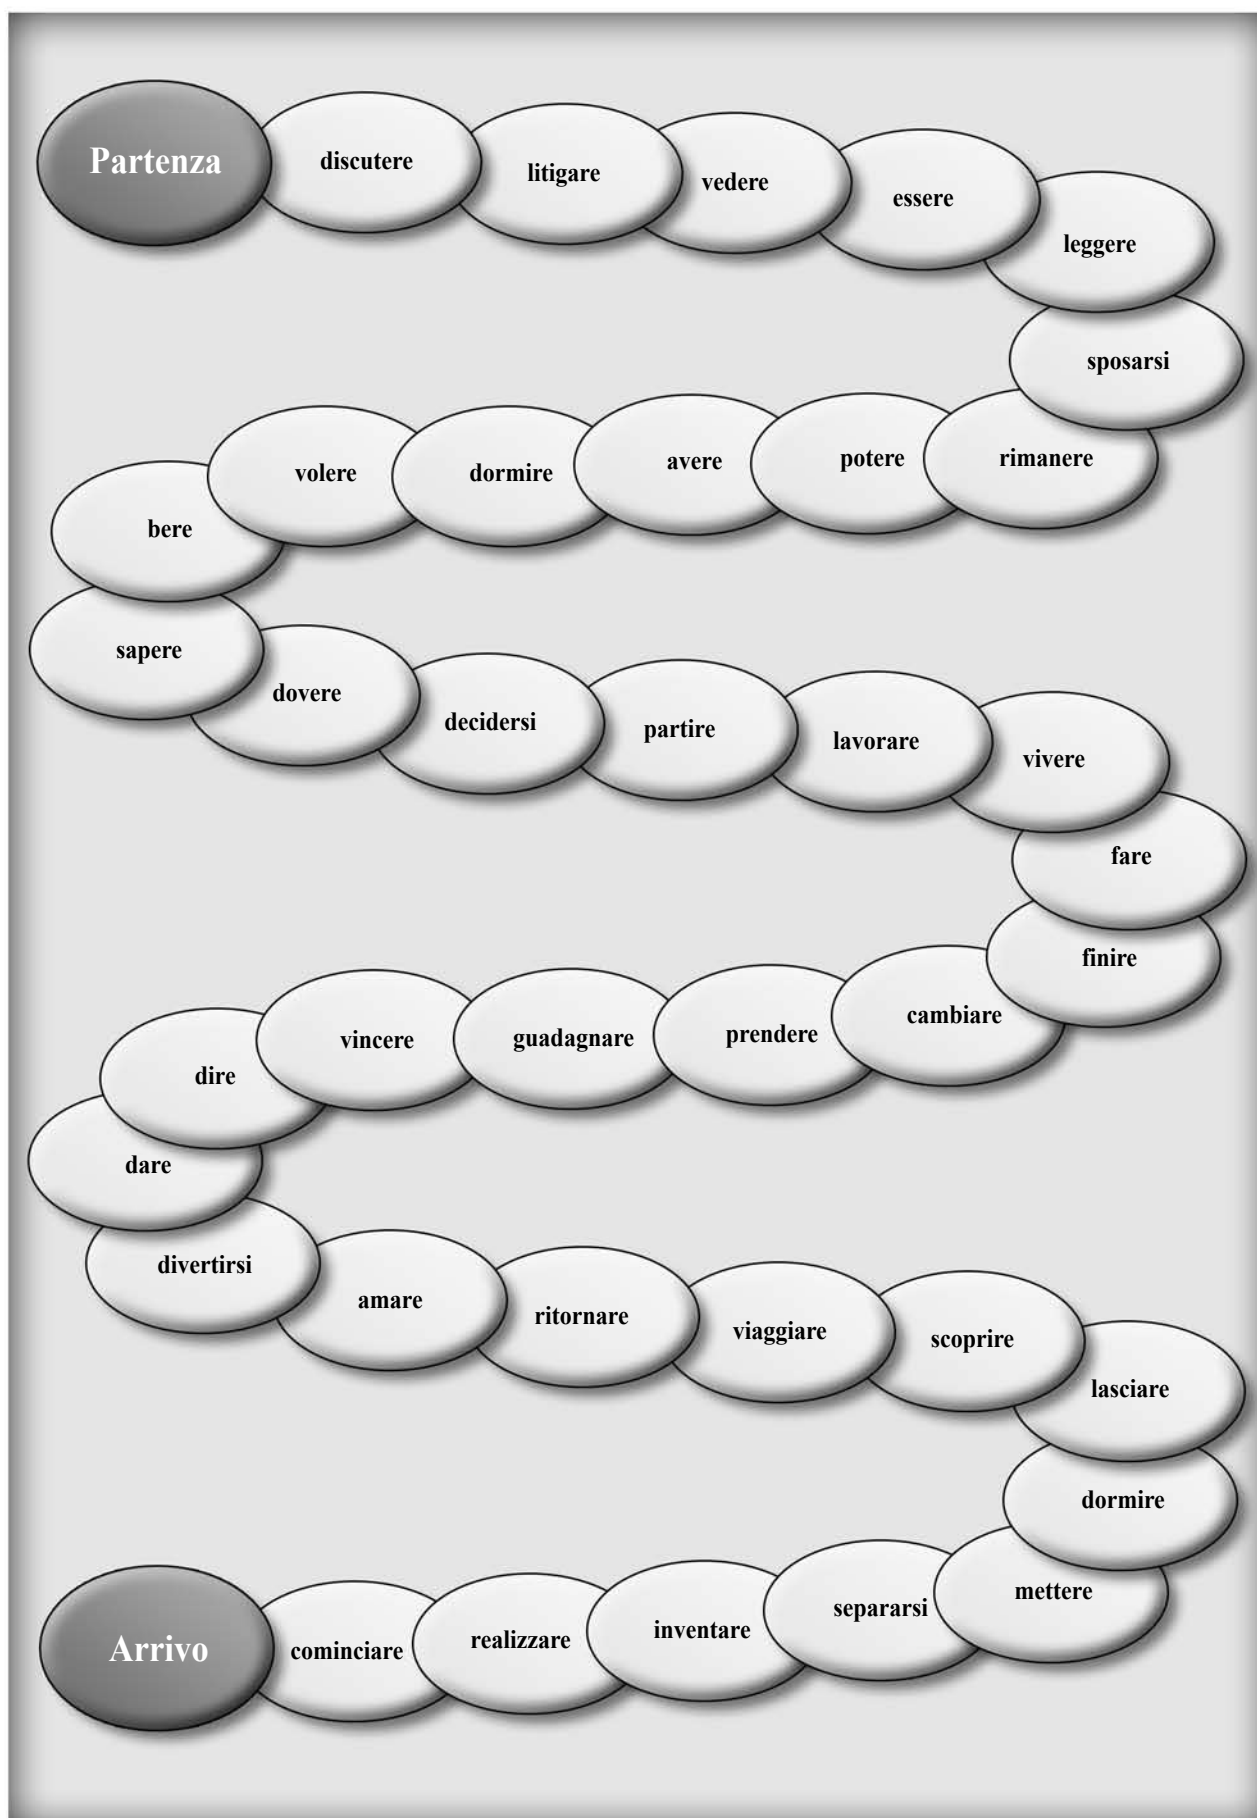 Partenza
discutere
litigare
vedere
essere
leggere
sposarsi
rimanere
potere
avere
dormire
volere
bere
sapere
dovere
decidersi
partire
lavorare
vivere
fare
finire
cambiare
prendere
guadagnare
vincere
dire
dare
divertirsi
amare
ritornare
viaggiare
scoprire
lasciare
dormire
mettere
separarsi
inventare
realizzare
cominciare
Arrivo